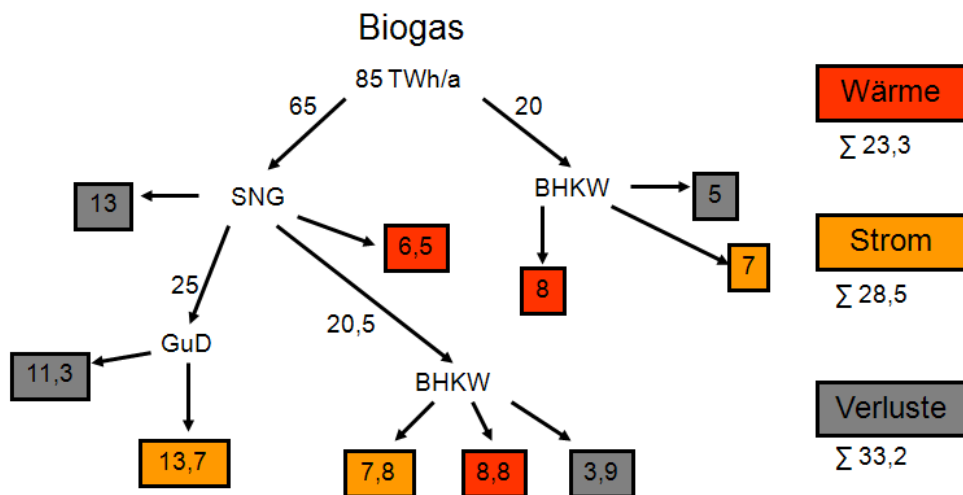 Biogas
85 TWh/a
65
20
Wärme
∑ 23,3
13
SNG
BHKW
5
6,5
8
7
Strom
∑ 28,5
25
20,5
GuD
11,3
BHKW
13,7
7,8
8,8
3,9
Verluste
∑ 33,2